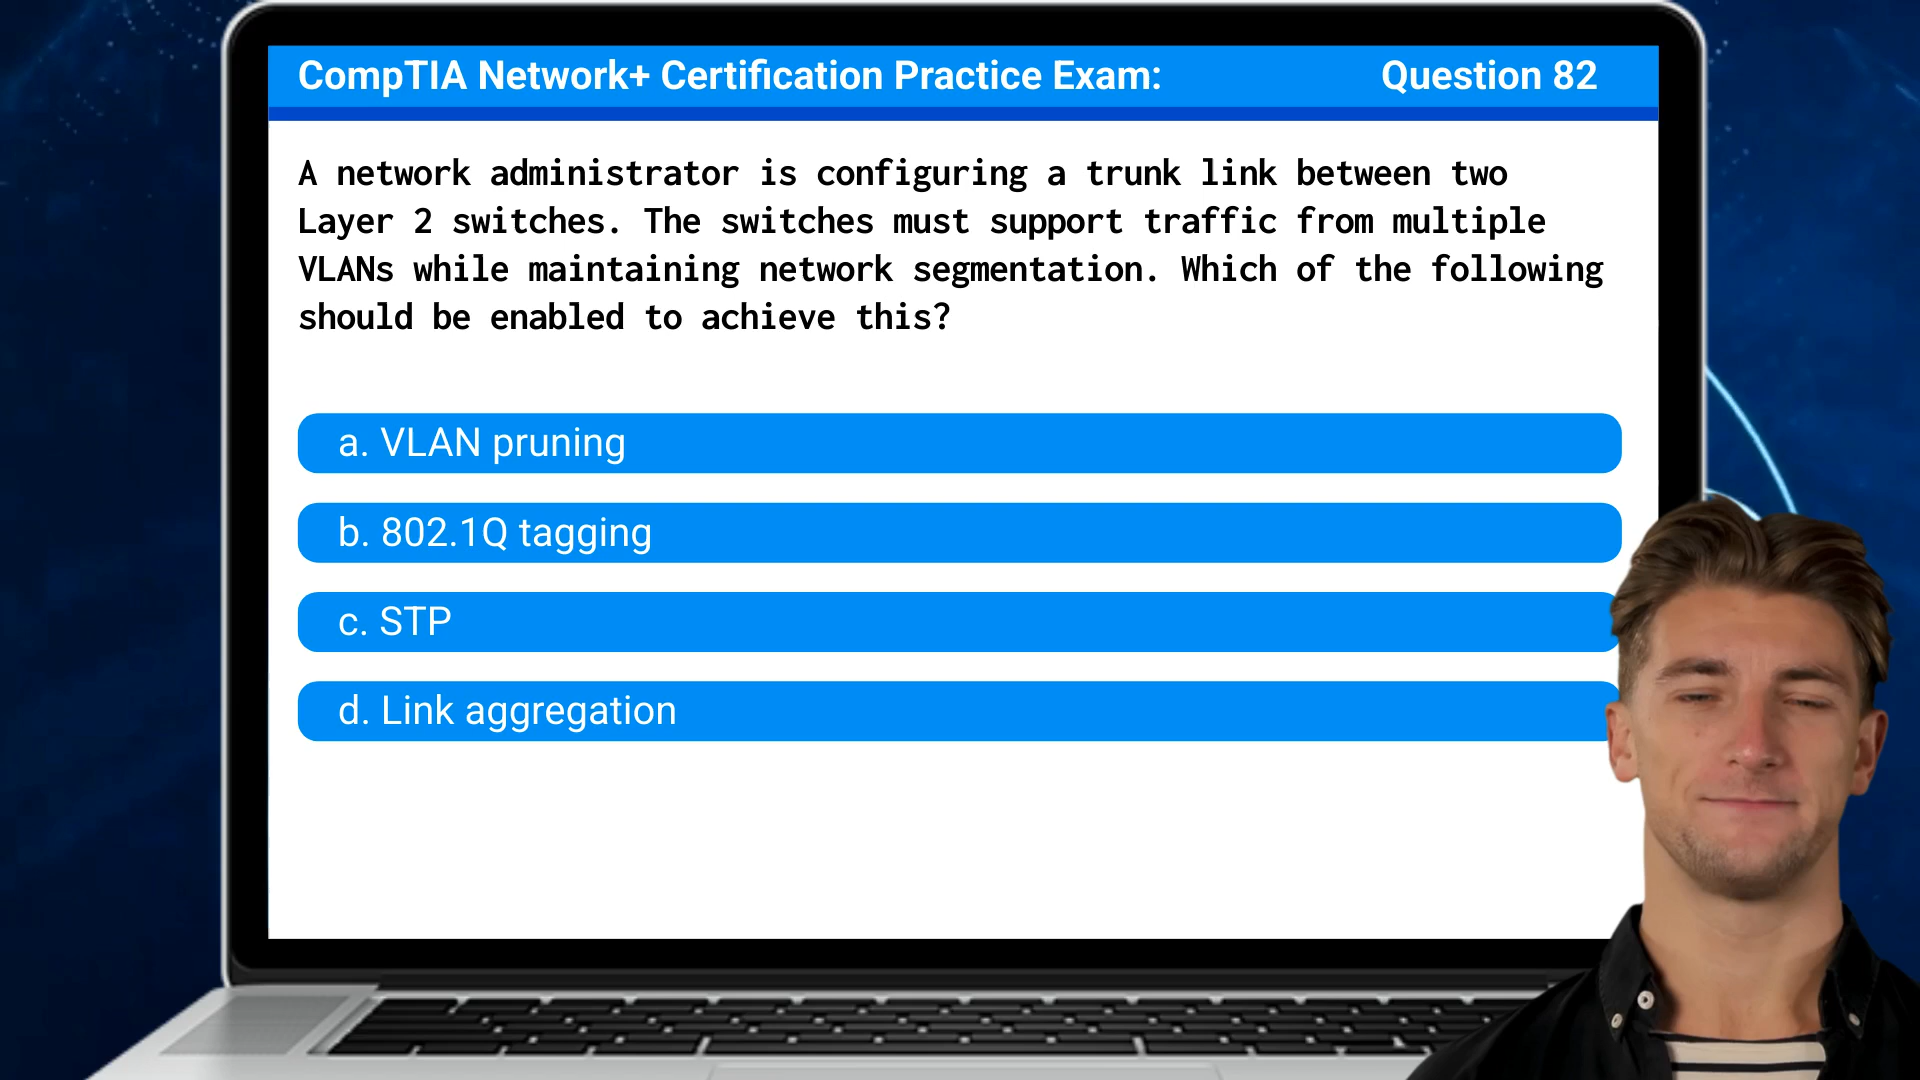 CompTIA Network+ Certification Practice Exam:
Question 82
A network administrator is configuring a trunk link between two
Layer 2 switches. The switches must support traffic from multiple
VLANs while maintaining network segmentation. Which of the following
should be enabled to achieve this?
a. VLAN pruning
b. 802.1Q tagging
c. STP
d. Link aggregation